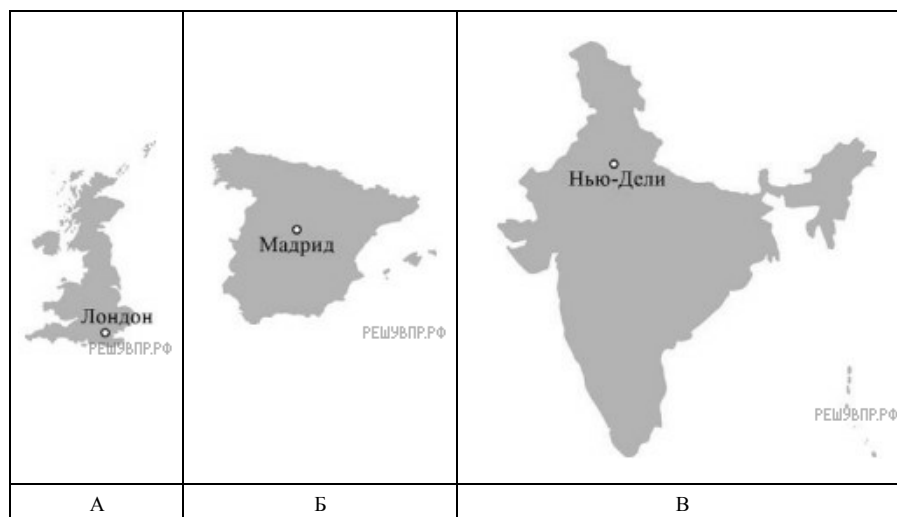 Лондон
РЕШУВПР.РФ
Мадрид
РЕШУВПР.РФ
Нью-Дели
РЕШУВПР.РФ
А
Б
В